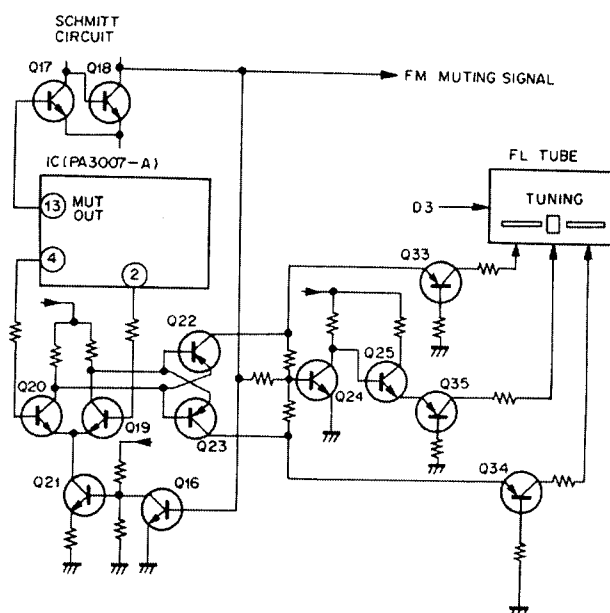 SCHMITT
CIRCUIT
Q17
Q18
FM MUTING SIGNAL
IC(PA3007-A)
FL TUBE
13
MUT
OUT
TUNING
D3
4
2
Q33
Q22
Q25
Q24
Q20
Q35
Q19
Q23
Q34
Q21
Q16